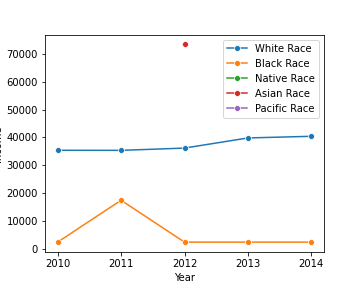 70000
60000
50000
40000
30000
20000
10000
0
White Race
Black Race
Native Race
Asian Race
Pacific Race
2010 2011 2012 2013 2014
Year